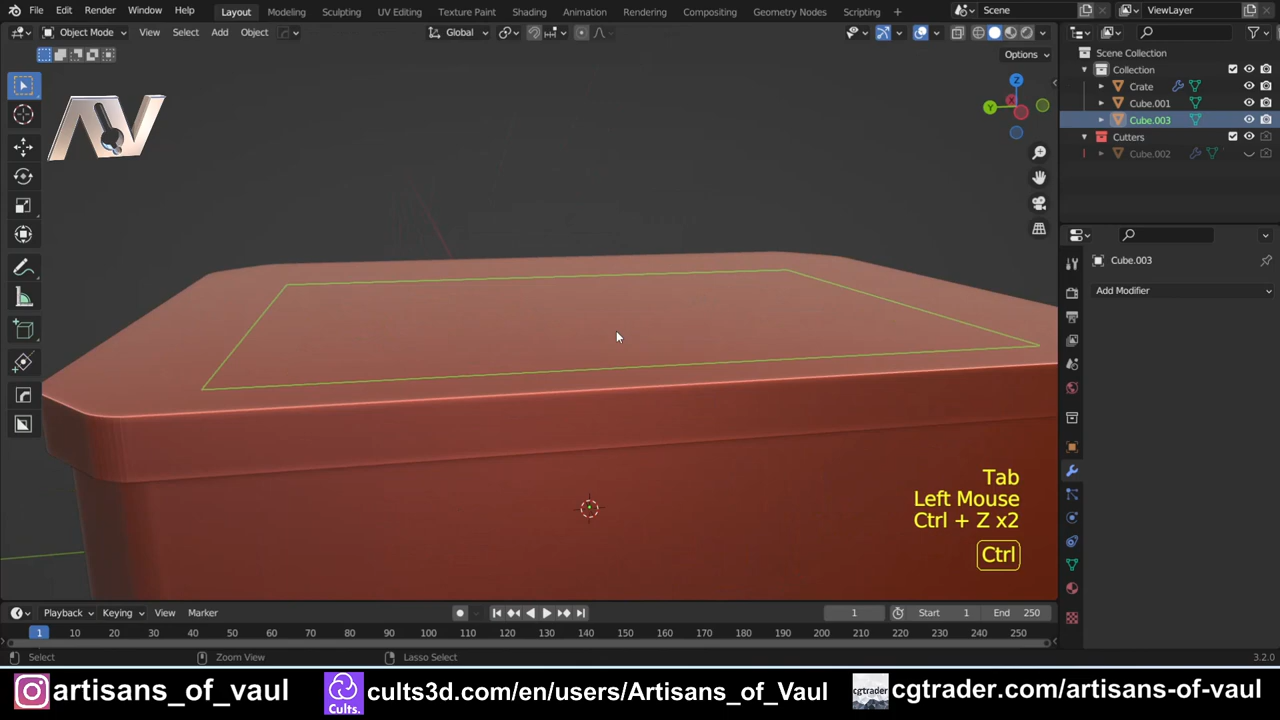 File Edit Render Window Help Layout Modeling Sculpting UV Editing Texture Paint Shading Animation Rendering Compositing Geometry Nodes Scripting + Scene ViewLayer
Object Mode View Select Add Object Global
Options
Scene Collection
Collection
Crate
Cube.001
Cube.003
Cutters
Cube.002
X
Y
Z
AV
Cube.003
Add Modifier
Tab
Left Mouse
Ctrl + Z x2
Ctrl
Playback Keying View Marker 1 Start 1 End 250
1 10 20 30 40 50 60 70 80 90 100 110 120 130 140 150 160 170 180 190 200 210 220 230 240 250
Select Zoom View Lasso Select 3.2.0
artisans_of_vaul Cults. cults3d.com/en/users/Artisans_of_Vaul cgtrader cgtrader.com/artisans-of-vaul